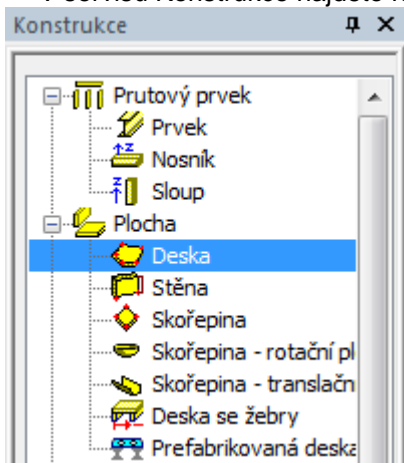 Konstrukce
Prutový prvek
Prvek
Nosník
Sloup
Plocha
Deska
Stěna
Skořepina
Skořepina - rotační pl
Skořepina - translačn
Deska se žebry
Prefabrikovaná deska